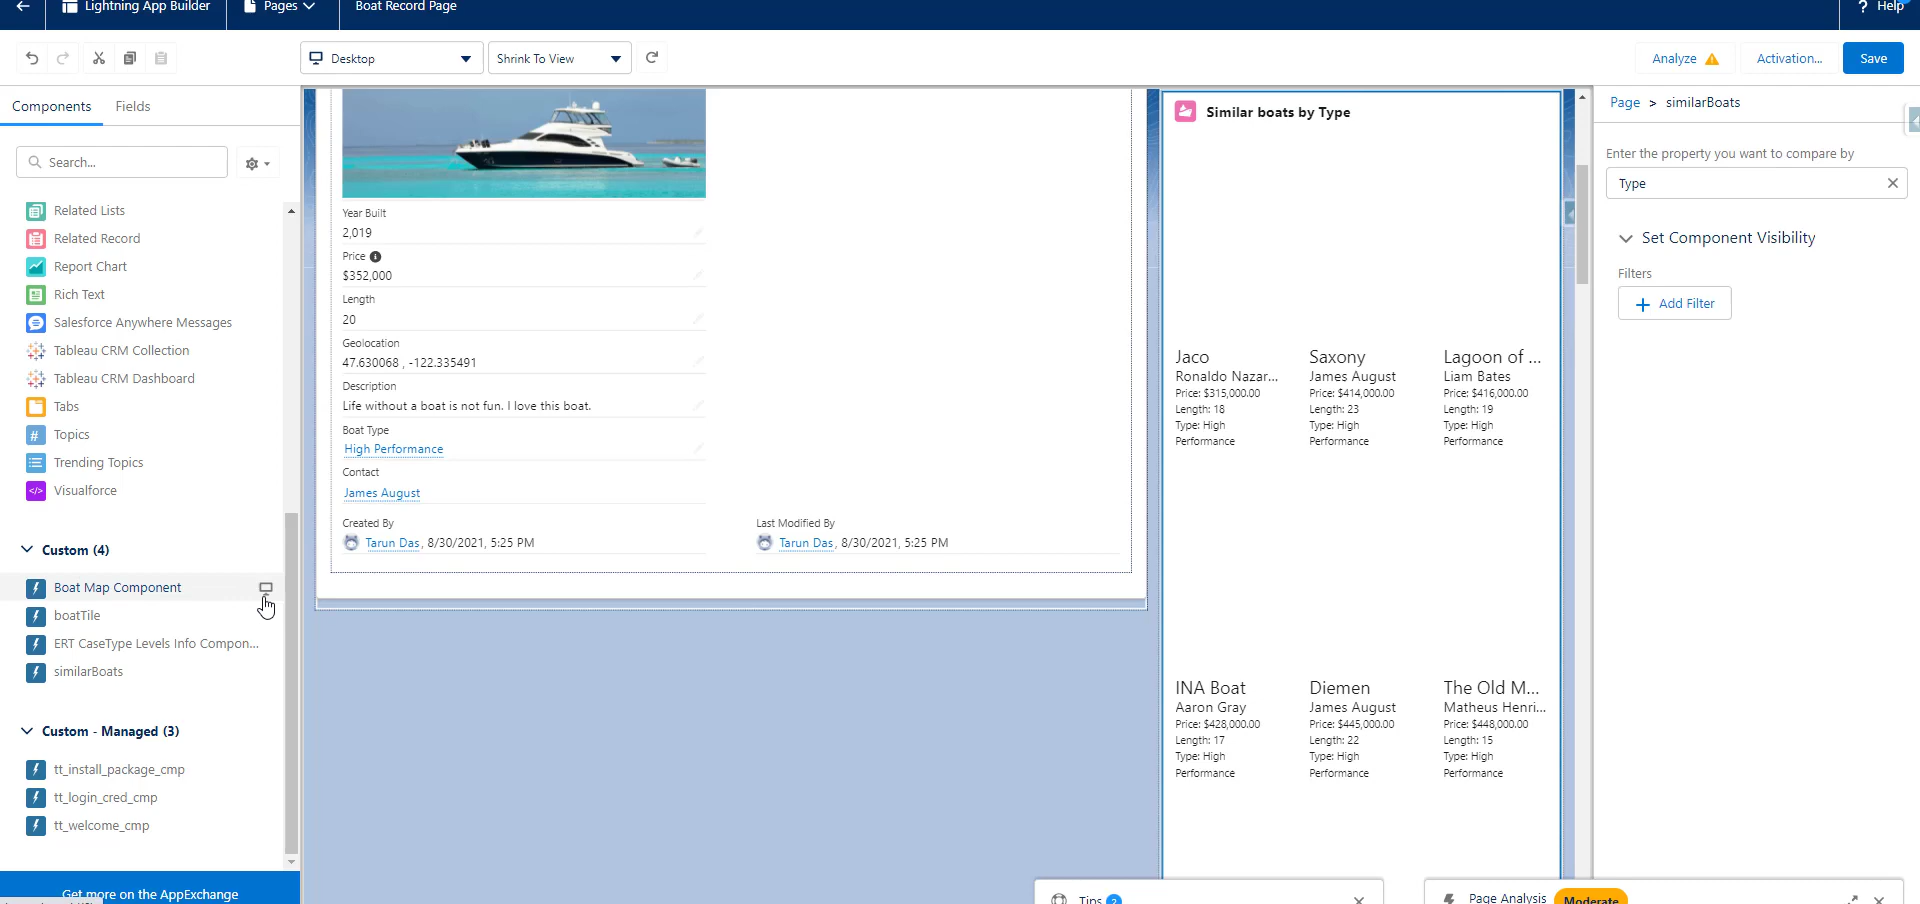 Lightning App Builder
Pages
Boat Record Page
? Help
Desktop
Shrink To View
Analyze
Activation...
Save
Components
Fields
Search...
Related Lists
Related Record
Report Chart
Rich Text
Salesforce Anywhere Messages
Tableau CRM Collection
Tableau CRM Dashboard
Tabs
# Topics
Trending Topics
</> Visualforce
Custom (4)
Boat Map Component
boatTile
ERT CaseType Levels Info Compon...
similarBoats
Custom - Managed (3)
tt_install_package_cmp
tt_login_cred_cmp
tt_welcome_cmp
Get more on the AppExchange
Year Built
2,019
Price
$352,000
Length
20
Geolocation
47.630068 , -122.335491
Description
Life without a boat is not fun. I love this boat.
Boat Type
High Performance
Contact
James August
Created By
Tarun Das, 8/30/2021, 5:25 PM
Last Modified By
Tarun Das, 8/30/2021, 5:25 PM
Similar boats by Type
Jaco
Ronaldo Nazar...
Price: $315,000.00
Length: 18
Type: High
Performance
Saxony
James August
Price: $414,000.00
Length: 23
Type: High
Performance
Lagoon of ...
Liam Bates
Price: $416,000.00
Length: 19
Type: High
Performance
INA Boat
Aaron Gray
Price: $428,000.00
Length: 17
Type: High
Performance
Diemen
James August
Price: $445,000.00
Length: 22
Type: High
Performance
The Old M...
Matheus Henri...
Price: $448,000.00
Length: 15
Type: High
Performance
Tips 2
Page Analysis
Moderate
Page > similarBoats
Enter the property you want to compare by
Type
Set Component Visibility
Filters
+ Add Filter